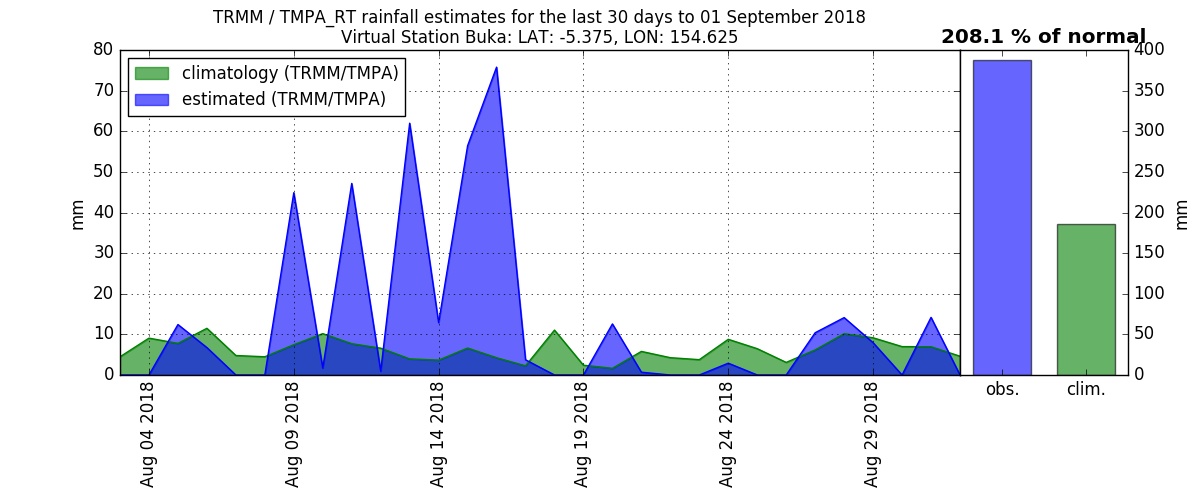 TRMM / TMPA_RT rainfall estimates for the last 30 days to 01 September 2018
Virtual Station Buka: LAT: -5.375, LON: 154.625
208.1 % of normal
climatology (TRMM/TMPA)
estimated (TRMM/TMPA)
80
70
60
50
40
30
20
10
0
mm
Aug 04 2018
Aug 09 2018
Aug 14 2018
Aug 19 2018
Aug 24 2018
Aug 29 2018
obs.
clim.
400
350
300
250
200
150
100
50
0
mm